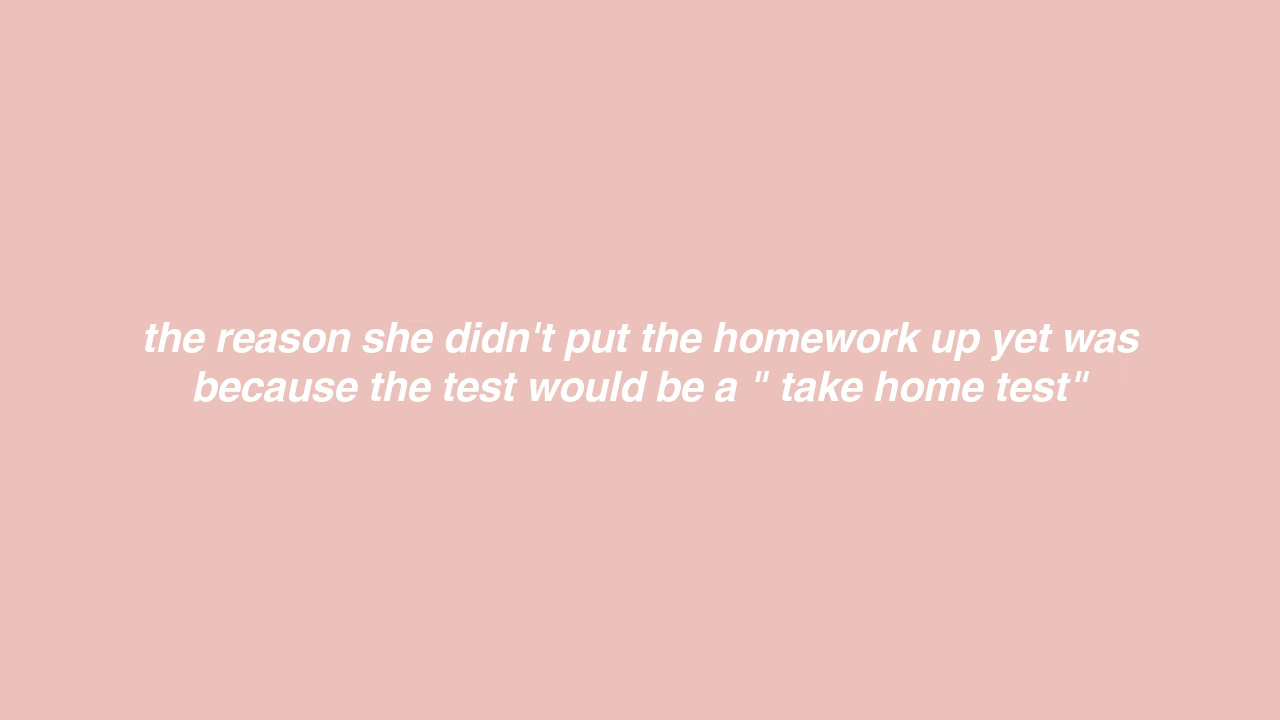 the reason she didn't put the homework up yet was
because the test would be a " take home test"